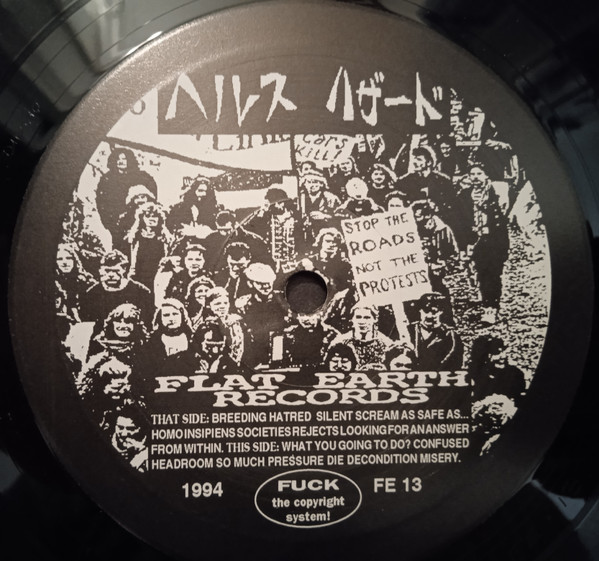 ヘルス ハザード
CARS
KILL!
STOP THE
ROADS
NOT THE
PROTESTS
FLAT EARTH
RECORDS
THAT SIDE: BREEDING HATRED SILENT SCREAM AS SAFE AS...
HOMO INSIPIENS SOCIETIES REJECTS LOOKING FOR AN ANSWER
FROM WITHIN. THIS SIDE: WHAT YOU GOING TO DO? CONFUSED
HEADROOM SO MUCH PRESSURE DIE DECONDITION MISERY.
1994
FUCK
the copyright
system!
FE 13